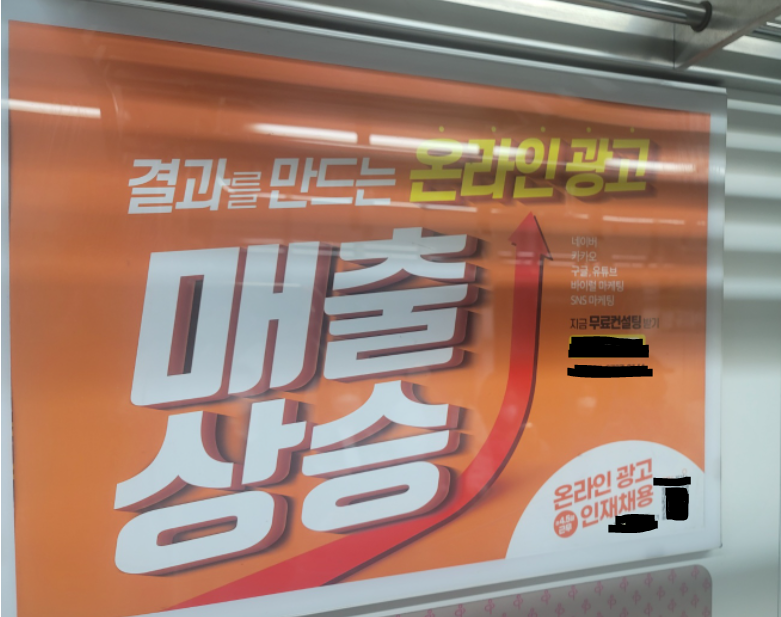 결과를 만드는 온라인 광고
매출
상승
네이버
카카오
구글, 유튜브
바이럴 마케팅
SNS 마케팅
지금 무료컨설팅 받기
온라인 광고
인재채용